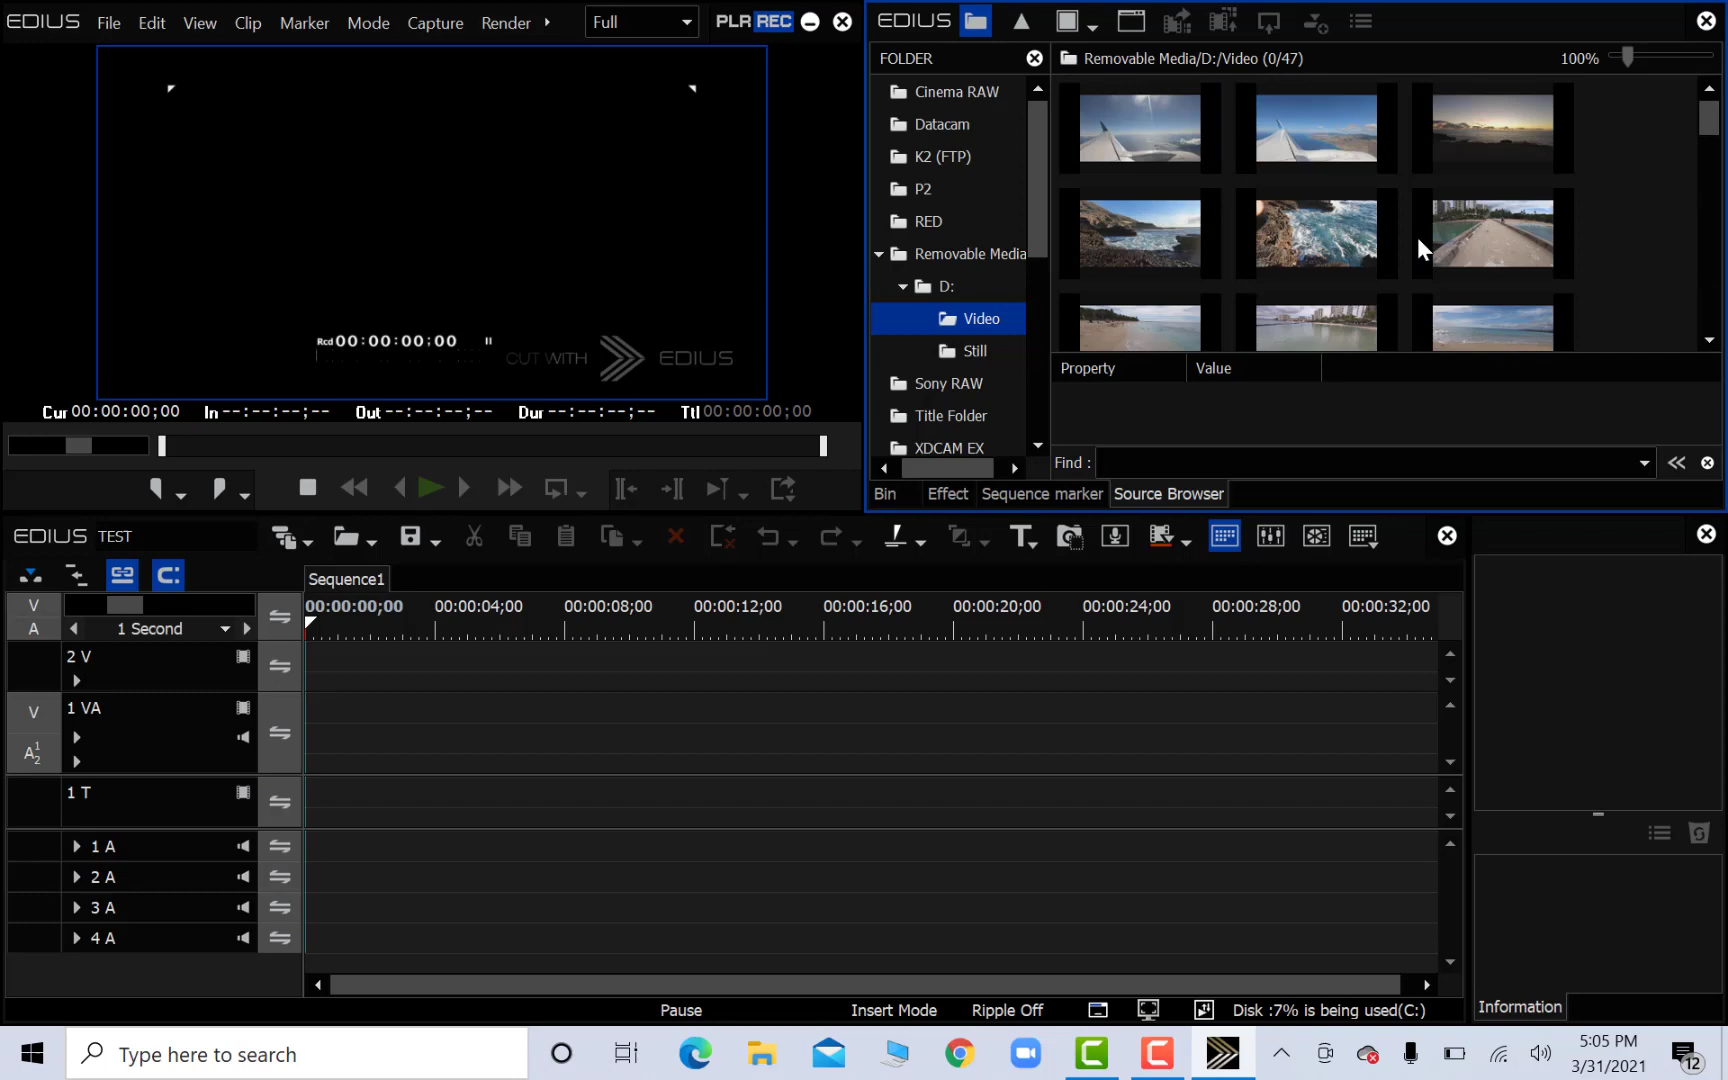 EDIUS File Edit View Clip Marker Mode Capture Render Full PLR REC
Rcd 00:00:00;00
CUT WITH EDIUS
Cur 00:00:00;00 In --:--:--;-- Out --:--:--;-- Dur --:--:--;-- Ttl 00:00:00;00
EDIUS
FOLDER
Removable Media/D:/Video (0/47) 100%
Cinema RAW
Datacam
K2 (FTP)
P2
RED
Removable Media
D:
Video
Still
Sony RAW
Title Folder
XDCAM EX
Property Value
Find :
Bin Effect Sequence marker Source Browser
EDIUS TEST
Sequence1
V
A
1 Second
00:00:00;00 00:00:04;00 00:00:08;00 00:00:12;00 00:00:16;00 00:00:20;00 00:00:24;00 00:00:28;00 00:00:32;00
2 V
V 1 VA
A 1 2
1 T
1 A
2 A
3 A
4 A
Pause Insert Mode Ripple Off Disk :7% is being used(C:)
Information
Type here to search
5:05 PM
3/31/2021
12